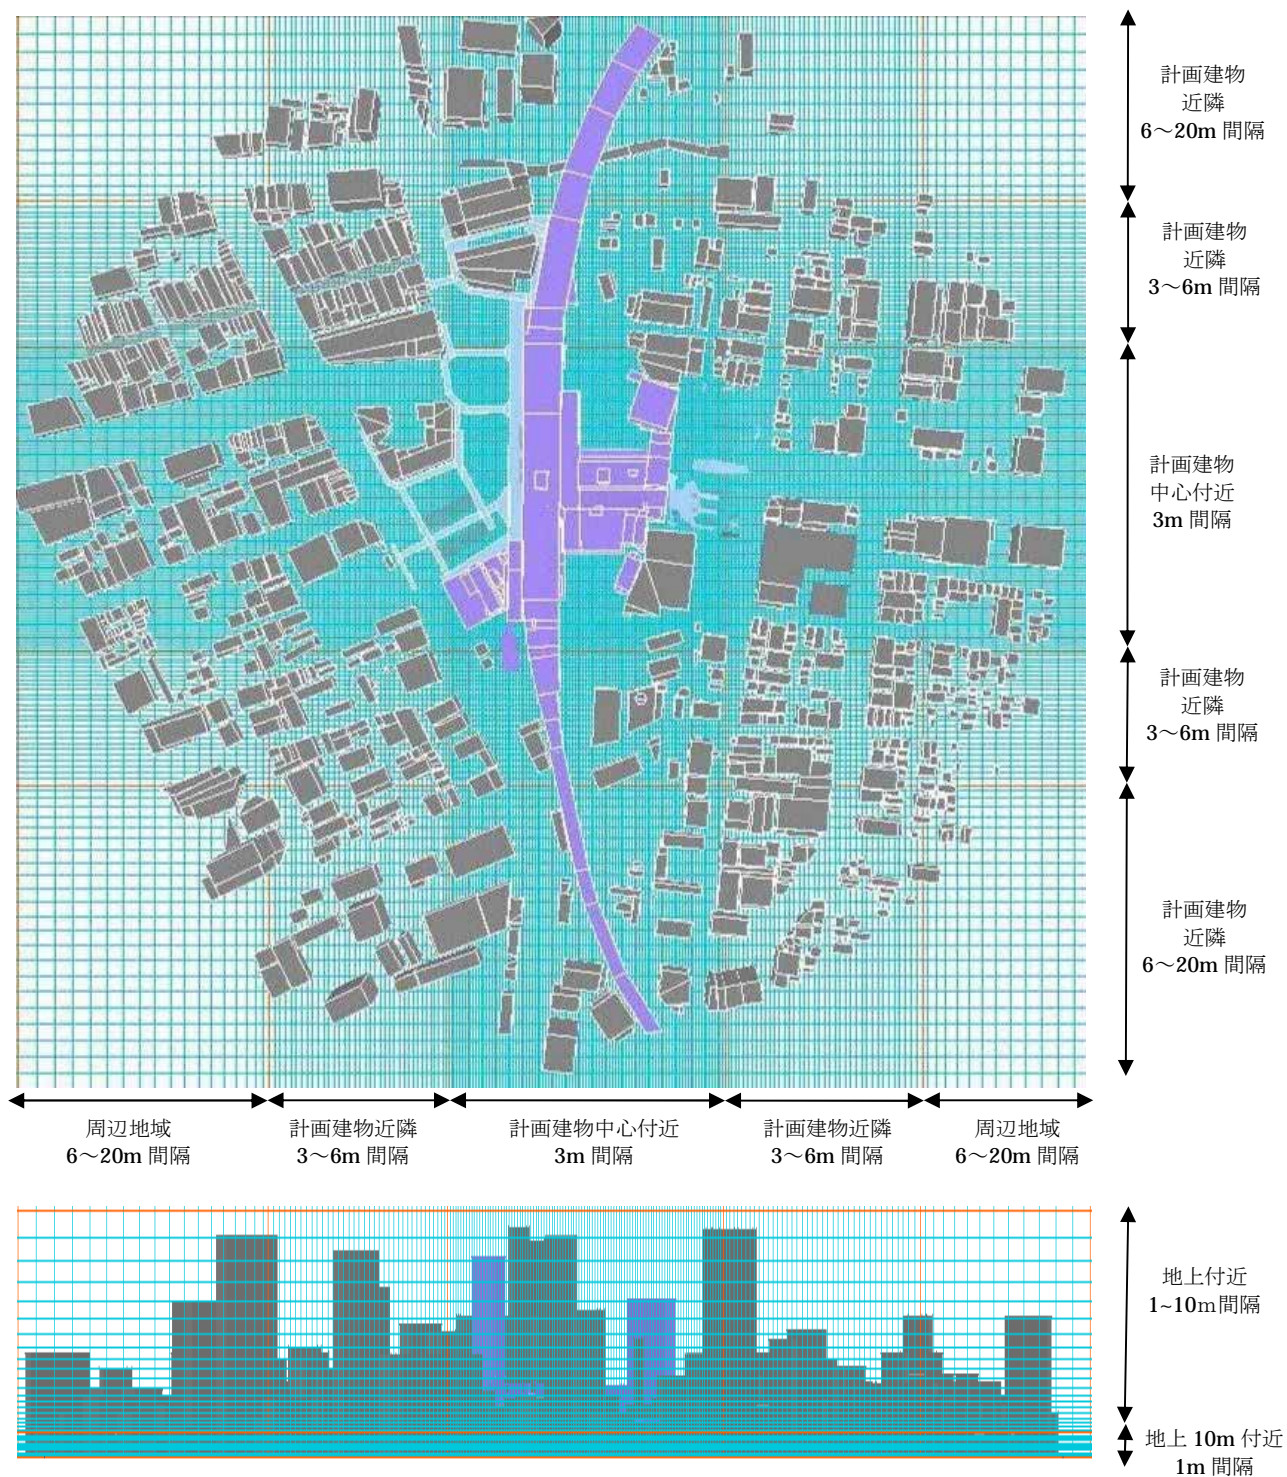 計画建物
近隣
6～20m 間隔
計画建物
近隣
3～6m 間隔
計画建物
中心付近
3m 間隔
計画建物
近隣
3～6m 間隔
計画建物
近隣
6～20m 間隔
周辺地域
6～20m 間隔
計画建物近隣
3～6m 間隔
計画建物中心付近
3m 間隔
計画建物近隣
3～6m 間隔
周辺地域
6～20m 間隔
地上付近
1~10ｍ間隔
地上 10m 付近
1m 間隔